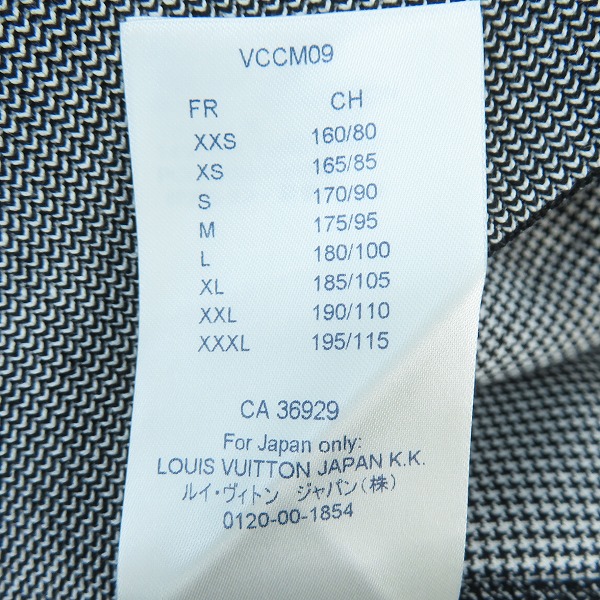 VCCM09
FR CH
XXS 160/80
XS 165/85
S 170/90
M 175/95
L 180/100
XL 185/105
XXL 190/110
XXXL 195/115
CA 36929
For Japan only:
LOUIS VUITTON JAPAN K.K.
ルイ・ヴィトン ジャパン(株)
0120-00-1854